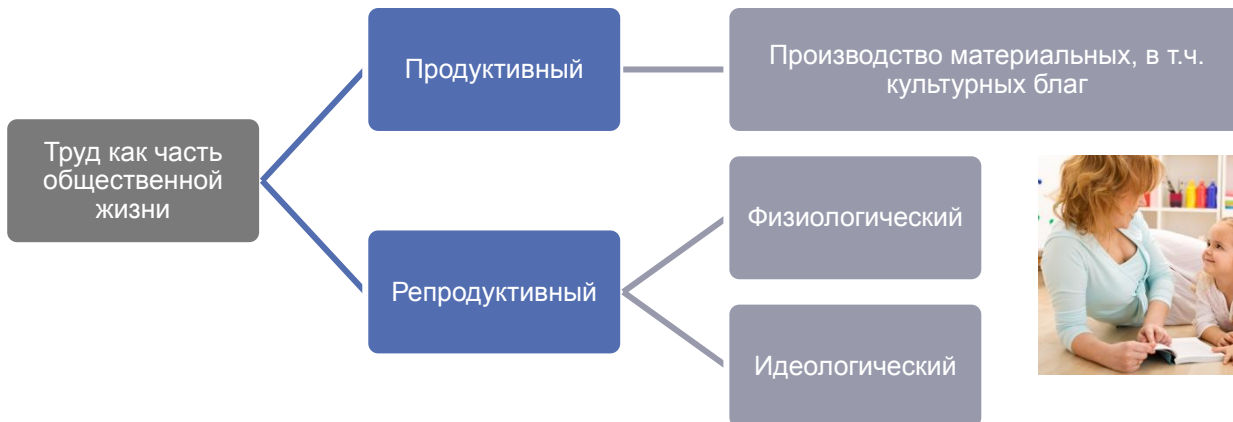 Труд как часть
общественной
жизни
Продуктивный
Производство материальных, в т.ч.
культурных благ
Репродуктивный
Физиологический
Идеологический